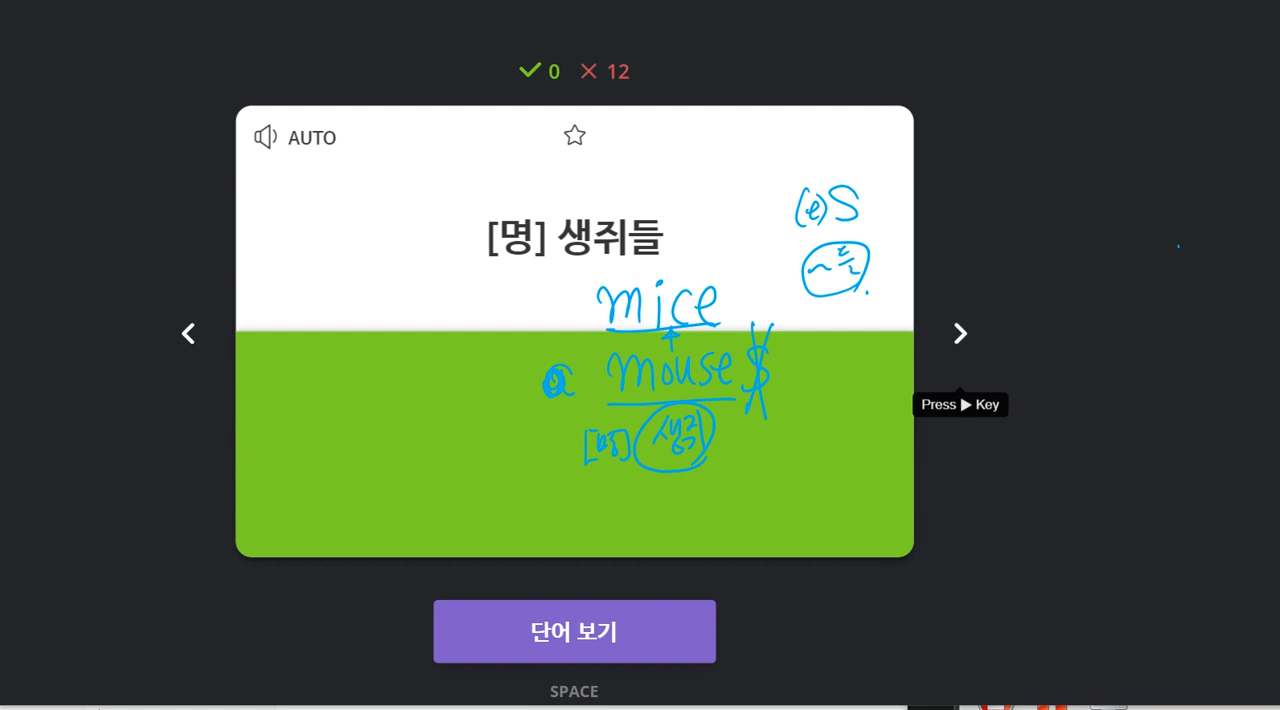 0 12
AUTO
[명] 생쥐들
(e)S
~들.
mice
a mouse s
[명] 생쥐
Press ▶ Key
단어 보기
SPACE